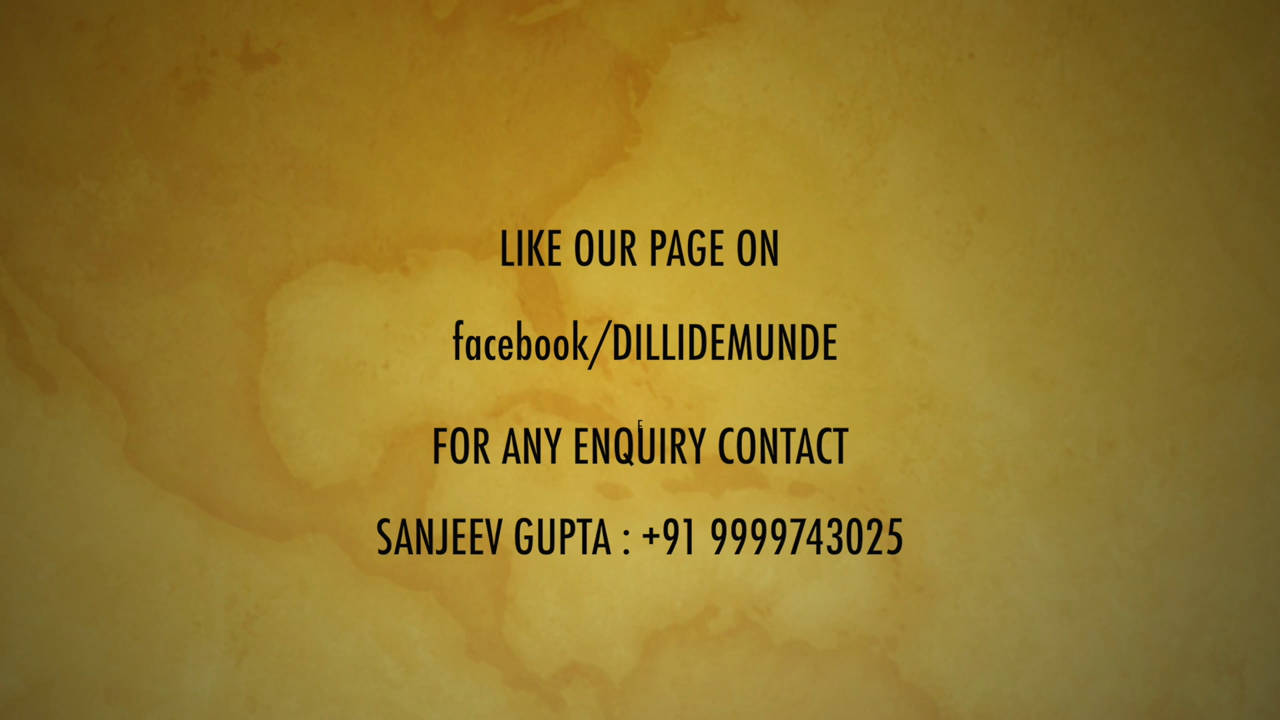 LIKE OUR PAGE ON
facebook/DILLIDEMUNDE
E
FOR ANY ENQUIRY CONTACT
SANJEEV GUPTA : +91 9999743025